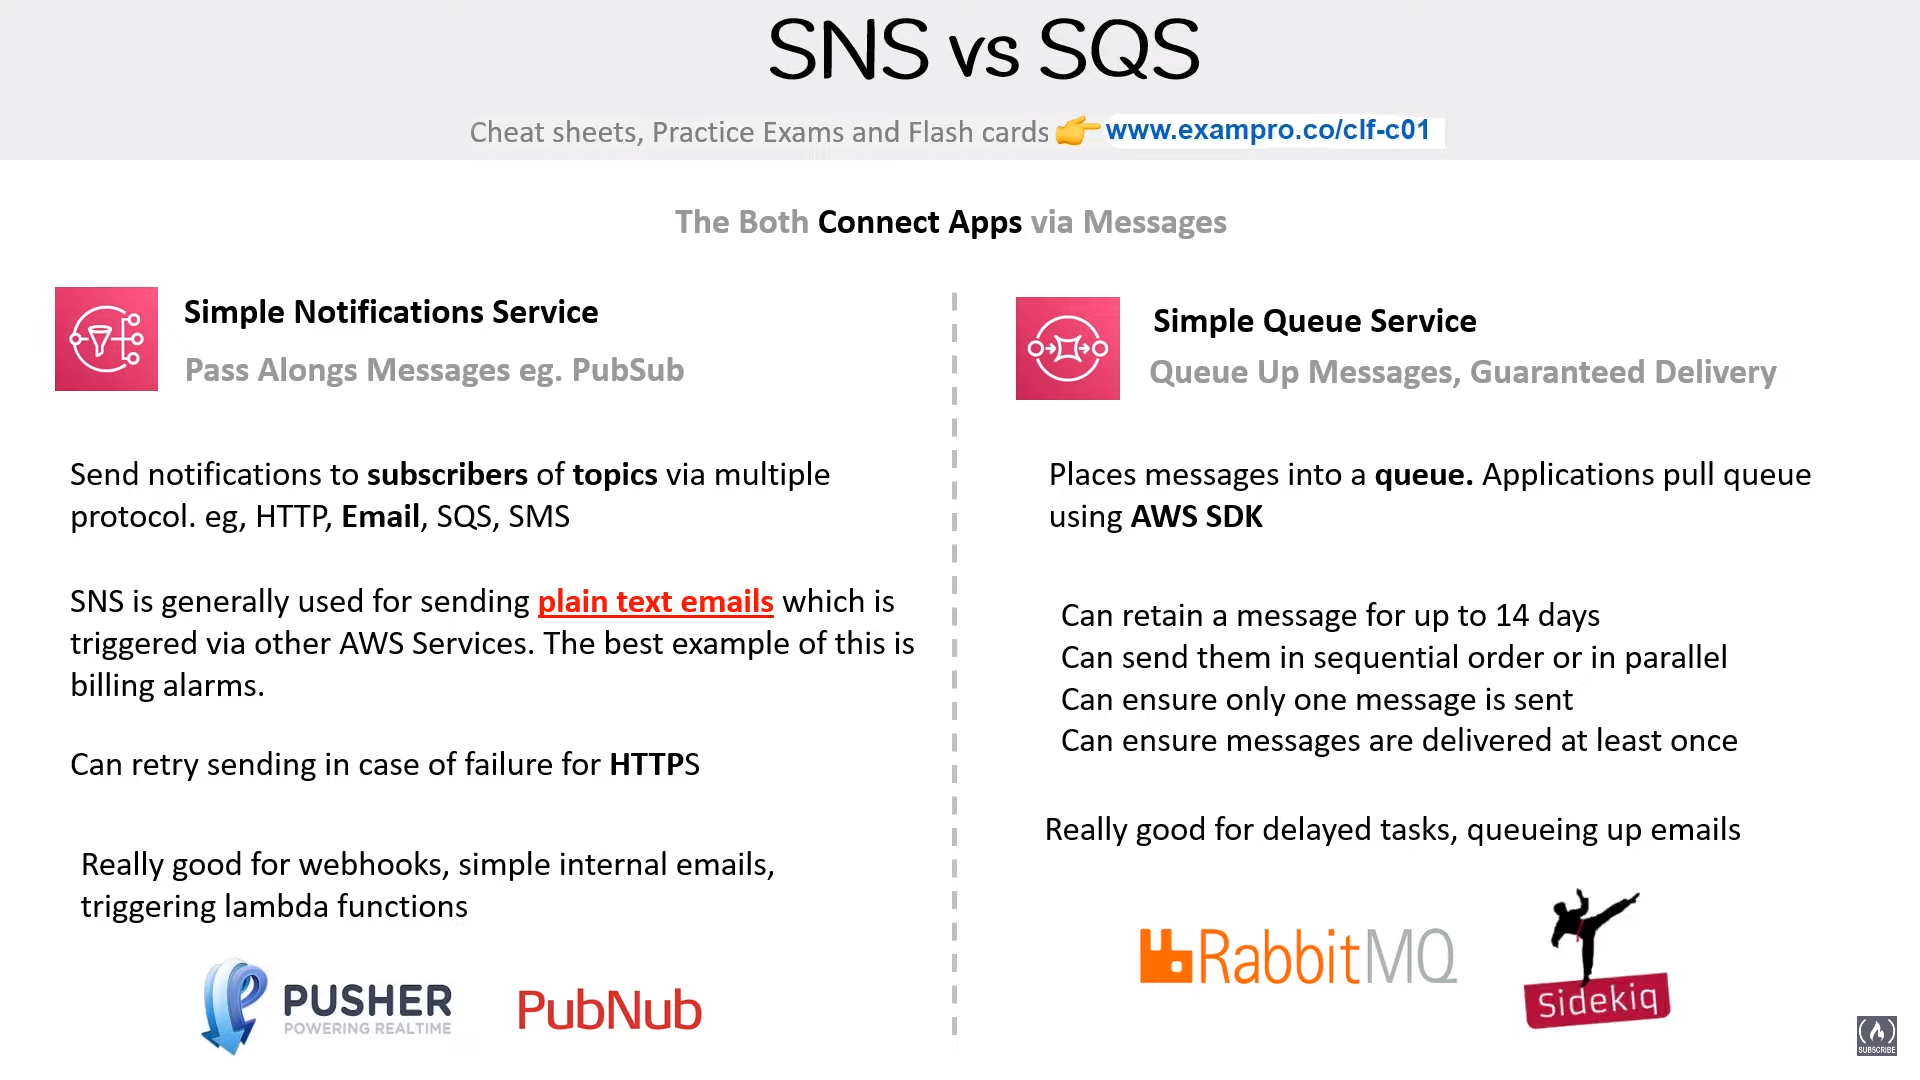 SNS vs SQS
Cheat sheets, Practice Exams and Flash cards 👉 www.exampro.co/clf-c01
The Both Connect Apps via Messages
Simple Notifications Service
Pass Alongs Messages eg. PubSub
Send notifications to subscribers of topics via multiple
protocol. eg, HTTP, Email, SQS, SMS
SNS is generally used for sending plain text emails which is
triggered via other AWS Services. The best example of this is
billing alarms.
Can retry sending in case of failure for HTTPS
Really good for webhooks, simple internal emails,
triggering lambda functions
PUSHER
POWERING REALTIME
PubNub
Simple Queue Service
Queue Up Messages, Guaranteed Delivery
Places messages into a queue. Applications pull queue
using AWS SDK
Can retain a message for up to 14 days
Can send them in sequential order or in parallel
Can ensure only one message is sent
Can ensure messages are delivered at least once
Really good for delayed tasks, queueing up emails
RabbitMQ
Sidekiq
SUBSCRIBE